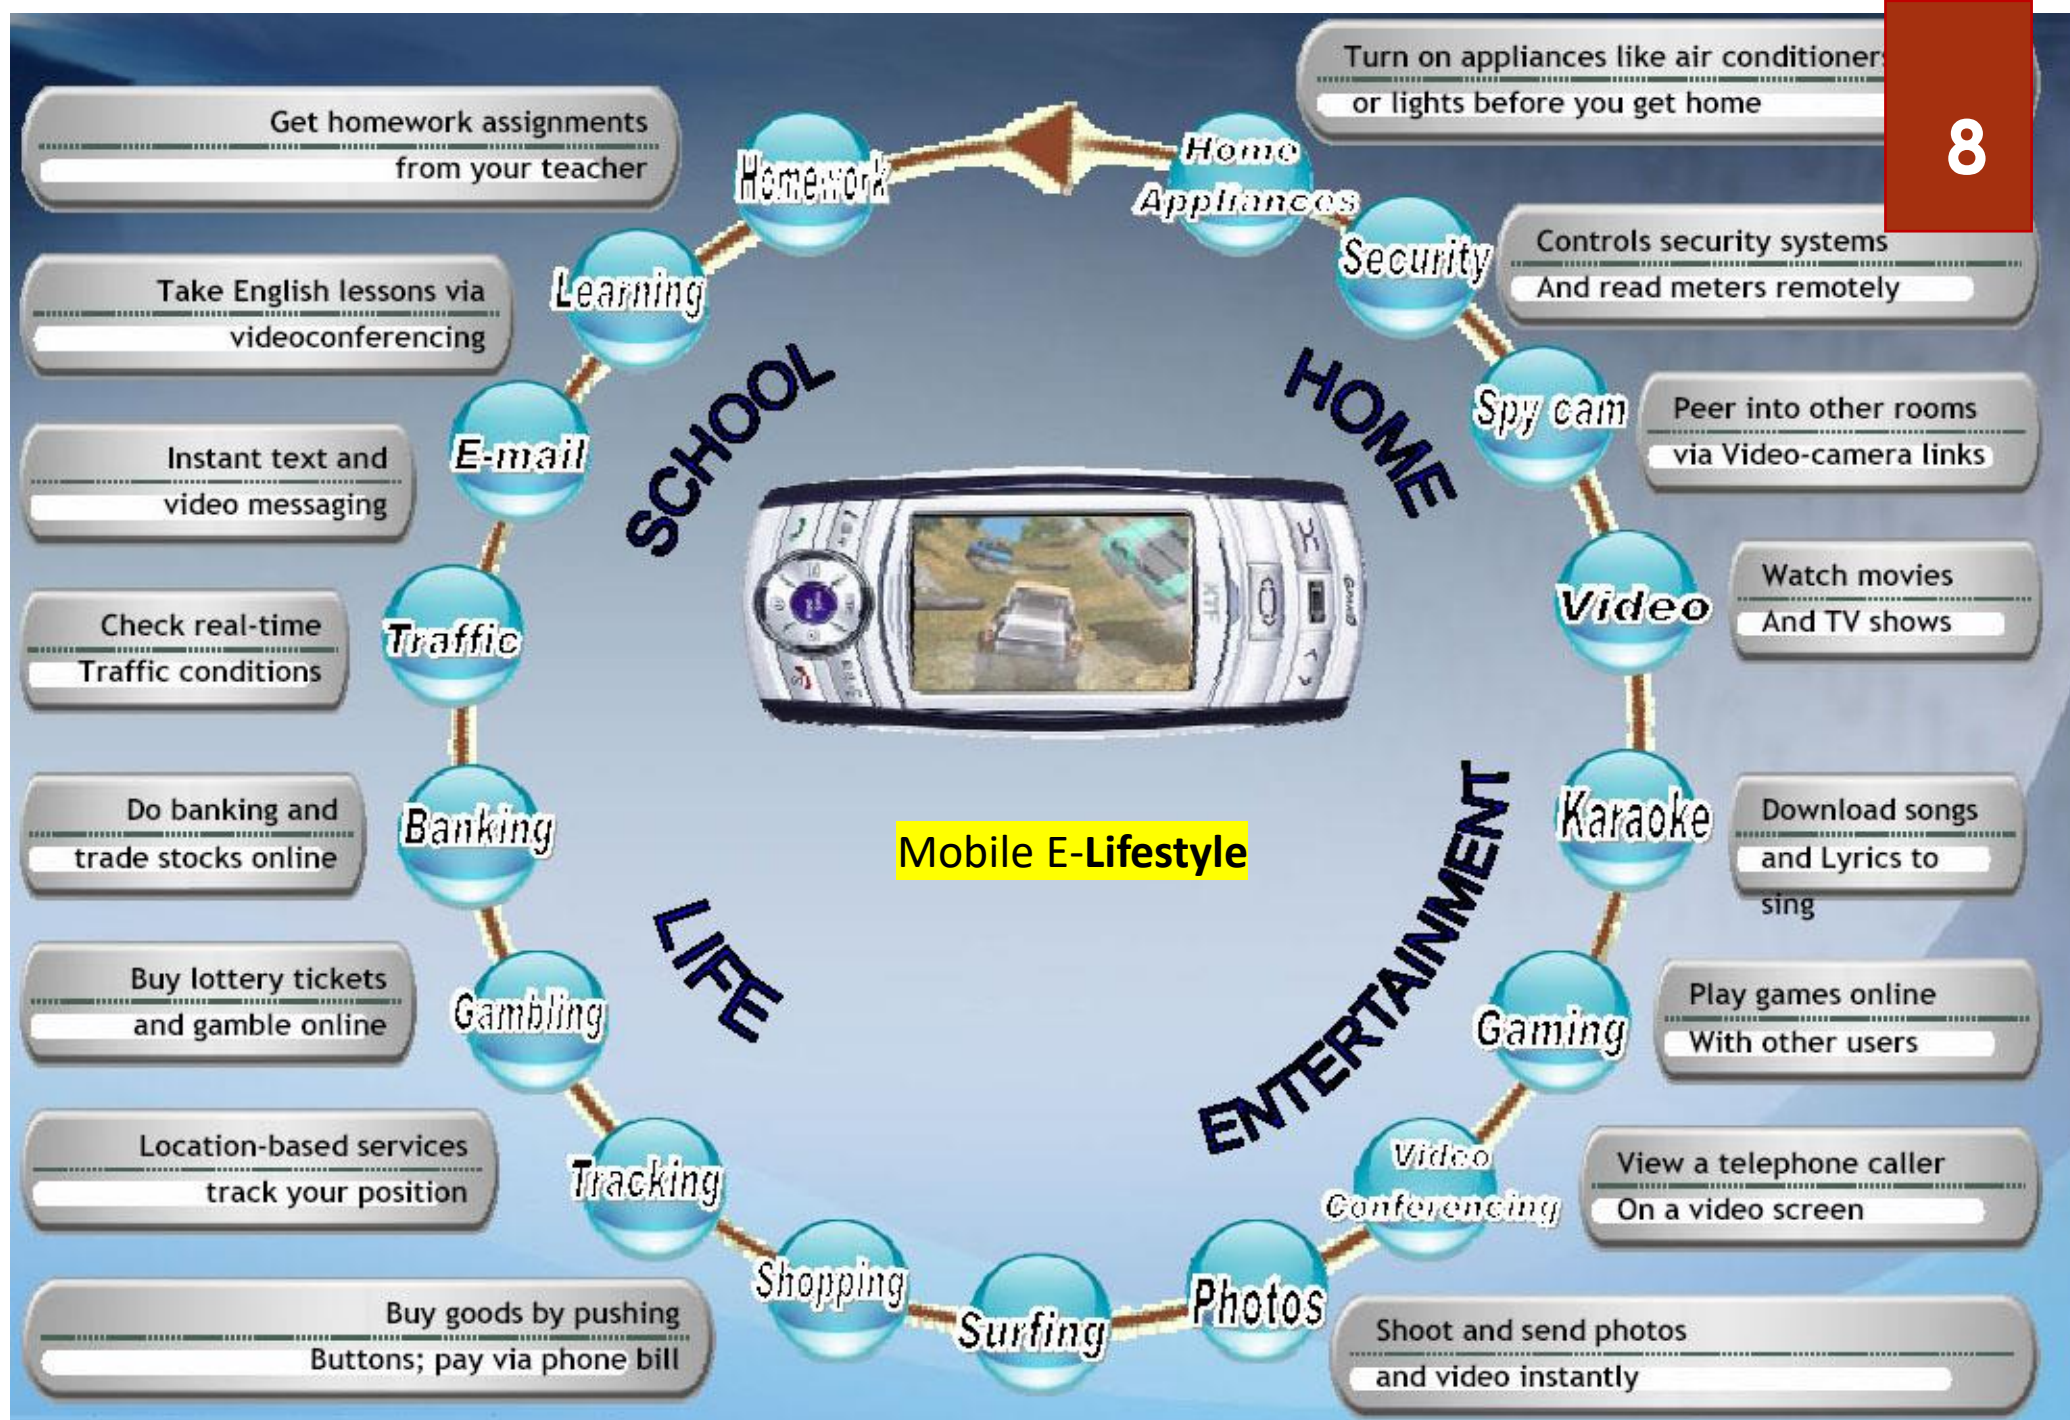 8
Turn on appliances like air conditioners
or lights before you get home
Get homework assignments
from your teacher
Homework
Home
Appliances
Security
Controls security systems
And read meters remotely
Learning
Take English lessons via
videoconferencing
SCHOOL
HOME
Spy cam
Peer into other rooms
via Video-camera links
E-mail
Instant text and
video messaging
Video
Watch movies
And TV shows
Traffic
Check real-time
Traffic conditions
KTF
Banking
Do banking and
trade stocks online
Mobile E-Lifestyle
Karaoke
Download songs
and Lyrics to
sing
LIFE
ENTERTAINMENT
Gambling
Buy lottery tickets
and gamble online
Gaming
Play games online
With other users
Tracking
Location-based services
track your position
Video
Conferencing
View a telephone caller
On a video screen
Shopping
Buy goods by pushing
Buttons; pay via phone bill
Surfing
Photos
Shoot and send photos
and video instantly